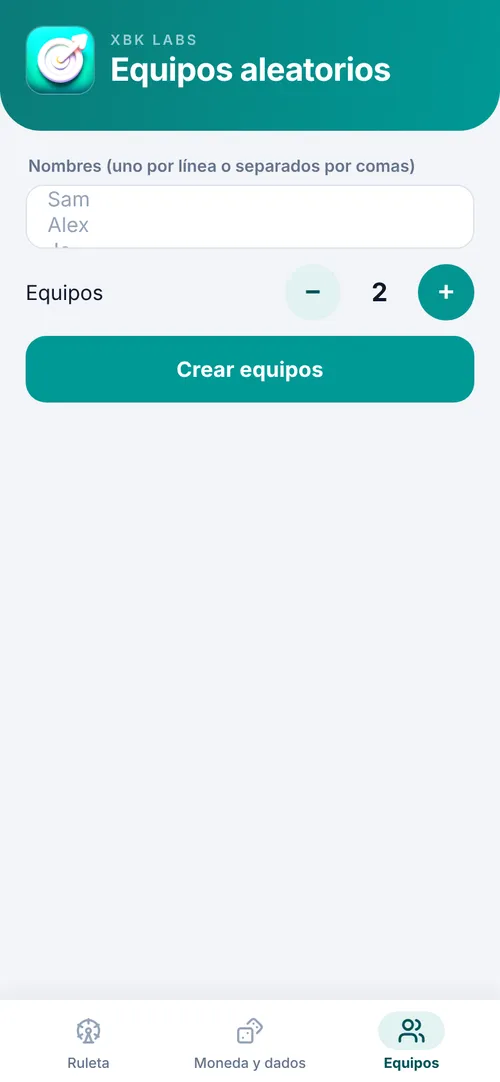 XBK LABS
Equipos aleatorios
Nombres (uno por línea o separados por comas)
Sam
Alex
Equipos
− 2 +
Crear equipos
Ruleta
Moneda y dados
Equipos